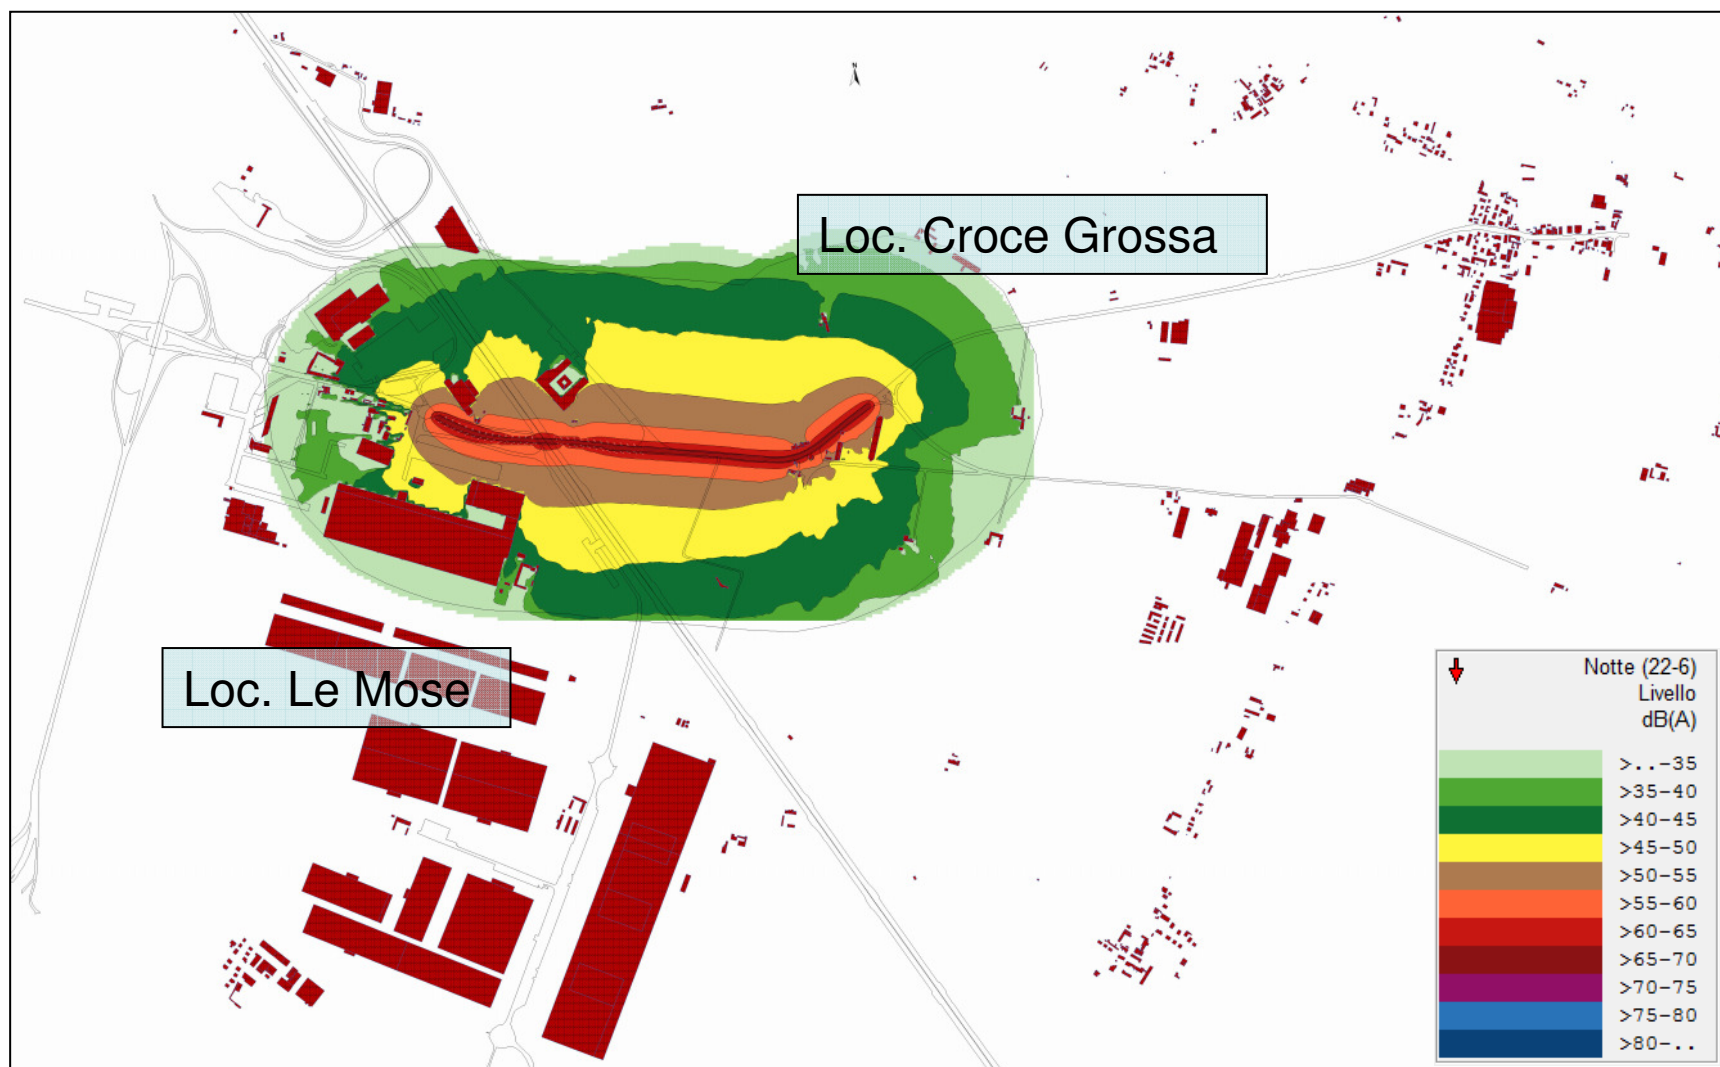 N
Loc. Croce Grossa
Loc. Le Mose
Notte (22-6)
Livello
dB(A)
>..-35
>35-40
>40-45
>45-50
>50-55
>55-60
>60-65
>65-70
>70-75
>75-80
>80-..